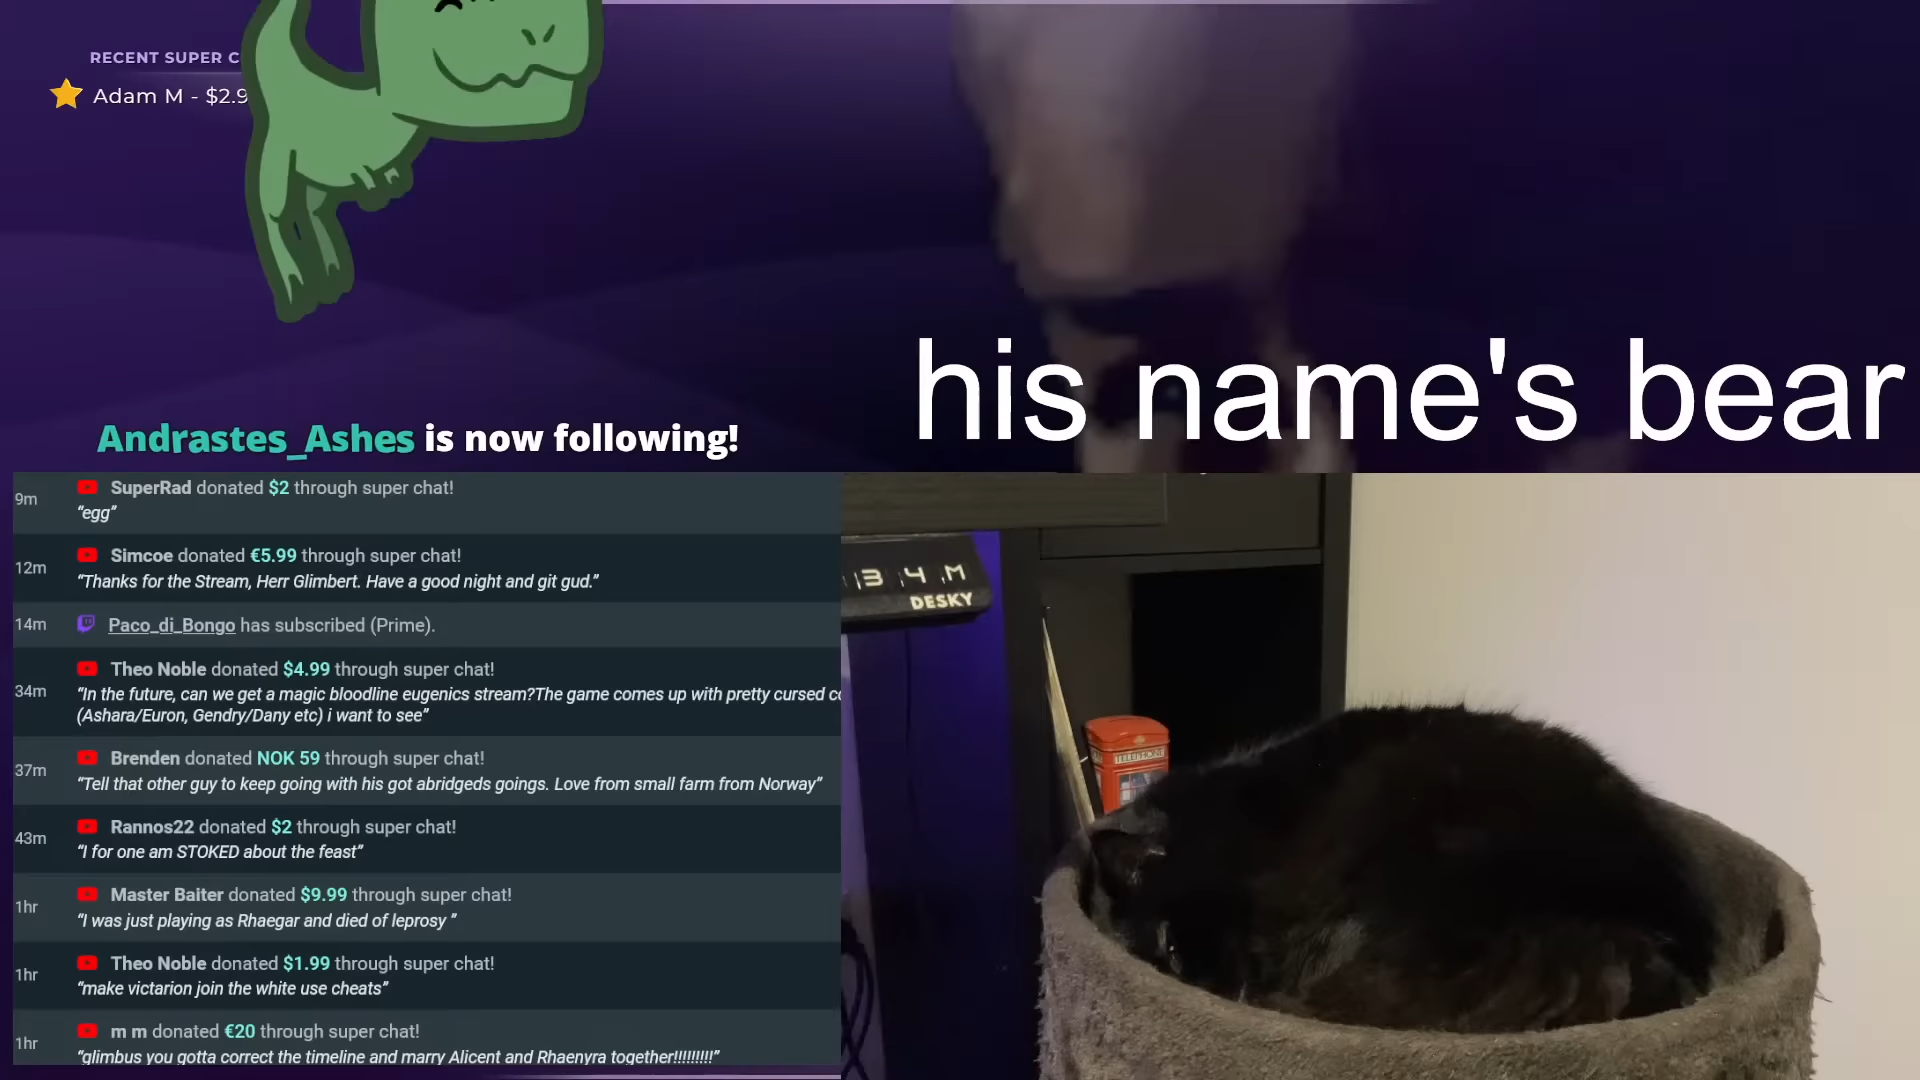 RECENT SUPER C
Adam M - $2.9
his name's bear
Andrastes_Ashes is now following!
9m
SuperRad donated $2 through super chat!
“egg”
12m
Simcoe donated €5.99 through super chat!
“Thanks for the Stream, Herr Glimbert. Have a good night and git gud.”
14m
Paco_di_Bongo has subscribed (Prime).
34m
Theo Noble donated $4.99 through super chat!
“In the future, can we get a magic bloodline eugenics stream?The game comes up with pretty cursed
(Ashara/Euron, Gendry/Dany etc) i want to see”
37m
Brenden donated NOK 59 through super chat!
“Tell that other guy to keep going with his got abridgeds goings. Love from small farm from Norway”
43m
Rannos22 donated $2 through super chat!
“I for one am STOKED about the feast”
1hr
Master Baiter donated $9.99 through super chat!
“I was just playing as Rhaegar and died of leprosy ”
1hr
Theo Noble donated $1.99 through super chat!
“make victarion join the white use cheats”
1hr
m m donated €20 through super chat!
“glimbus you gotta correct the timeline and marry Alicent and Rhaenyra together!!!!!!!!!”
DESKY
TELEPHONE